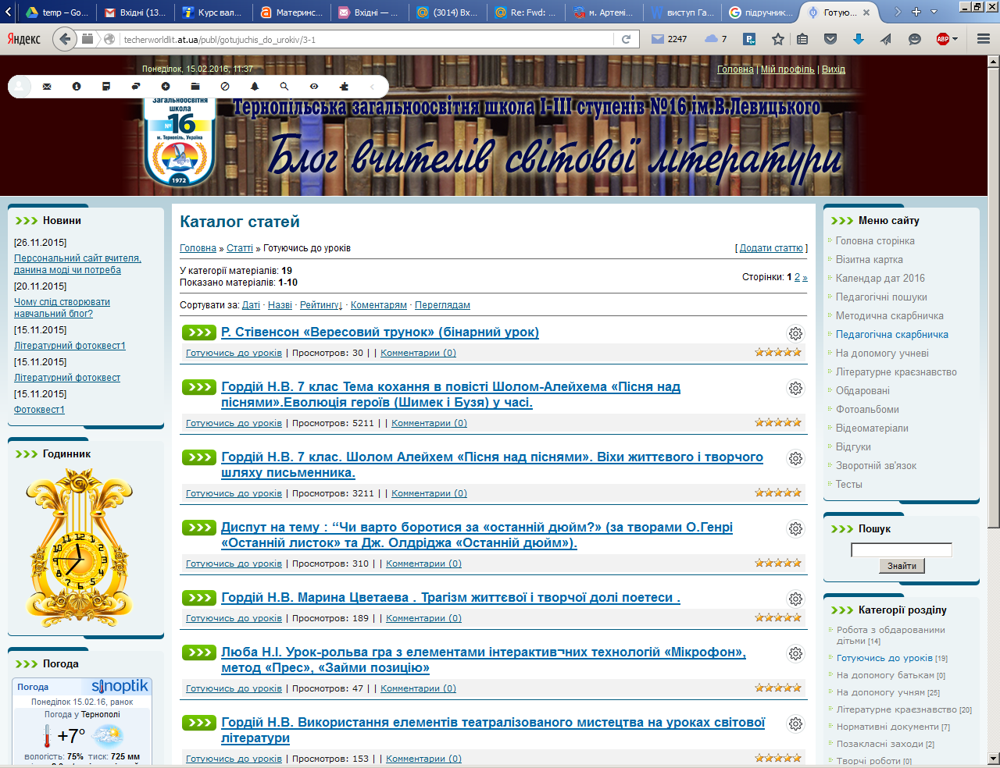 temp – Go...
Вхідні (13...
Курс вал...
Материнс...
Вхідні — ...
(3014) Вх...
Re: Fwd: ...
м. Артемі...
виступ Га...
підручник...
Готую...
Яндекс
techerworldlit.at.ua/publ/gotujuchis_do_urokiv/3-1
2247
7
ABP
Понеділок, 15.02.2016, 11:37
Головна | Мій профіль | Вихід
Загальноосвітня
школа
№16
м. Тернопіль, Україна
1972
Тернопільська загальноосвітня школа І-ІІІ ступенів №16 ім.В.Левицького
Блог вчителів світової літератури
Новини
[26.11.2015]
Персональний сайт вчителя,
данина моді чи потреба
[20.11.2015]
Чому слід створювати
навчальний блог?
[15.11.2015]
Літературний фотоквест1
[15.11.2015]
Літературний фотоквест
[15.11.2015]
Фотоквест1
Годинник
Погода
Погода sinoptik
Понеділок 15.02.16, ранок
Погода у Тернополі
+7°
вологість: 75% тиск: 725 мм
Каталог статей
Головна » Статті » Готуючись до уроків
[ Додати статтю ]
У категорії матеріалів: 19
Показано матеріалів: 1-10
Сторінки: 1 2 »
Сортувати за: Даті · Назві · Рейтингу↓ · Коментарям · Переглядам
Р. Стівенсон «Вересовий трунок» (бінарний урок)
Готуючись до уроків | Просмотров: 30 | | Комментарии (0)
Гордій Н.В. 7 клас Тема кохання в повісті Шолом-Алейхема «Пісня над
піснями».Еволюція героїв (Шимек і Бузя) у часі.
Готуючись до уроків | Просмотров: 5211 | | Комментарии (0)
Гордій Н.В. 7 клас. Шолом Алейхем «Пісня над піснями». Віхи життєвого і творчого
шляху письменника.
Готуючись до уроків | Просмотров: 3211 | | Комментарии (0)
Диспут на тему : “Чи варто боротися за «останній дюйм?» (за творами О.Генрі
«Останній листок» та Дж. Олдріджа «Останній дюйм»).
Готуючись до уроків | Просмотров: 310 | | Комментарии (0)
Гордій Н.В. Марина Цветаева . Трагізм життєвої і творчої долі поетеси .
Готуючись до уроків | Просмотров: 189 | | Комментарии (0)
Люба Н.І. Урок-рольва гра з елементами інтерактив¬них технологій «Мікрофон»,
метод «Прес», «Займи позицію»
Готуючись до уроків | Просмотров: 47 | | Комментарии (0)
Гордій Н.В. Використання елементів театралізованого мистецтва на уроках світової
літератури
Готуючись до уроків | Просмотров: 153 | | Комментарии (0)
Меню сайту
Головна сторінка
Візитна картка
Календар дат 2016
Педагогічні пошуки
Методична скарбничка
Педагогічна скарбничка
На допомогу учневі
Літературне краєзнавство
Обдаровані
Фотоальбоми
Відеоматеріали
Відгуки
Зворотній зв'язок
Тесты
Пошук
Знайти
Категорії розділу
Робота з обдарованими
дітьми [14]
Готуючись до уроків [19]
На допомогу батькам [0]
На допомогу учням [25]
Літературне краєзнавство [20]
Нормативні документи [7]
Позакласні заходи [2]
Творчі роботи [0]